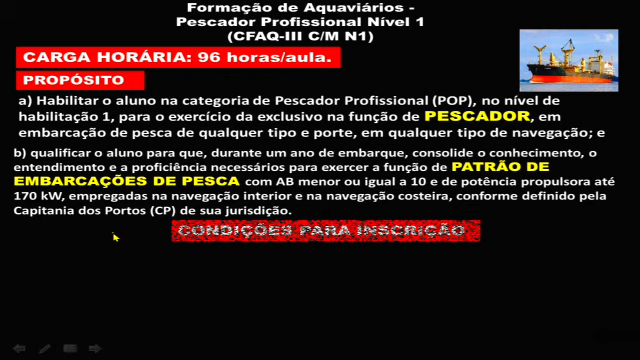 Formação de Aquaviários -
Pescador Profissional Nível 1
(CFAQ-III C/M N1)
CARGA HORÁRIA: 96 horas/aula.
PROPÓSITO
a) Habilitar o aluno na categoria de Pescador Profissional (POP), no nível de
habilitação 1, para o exercício da exclusivo na função de PESCADOR, em
embarcação de pesca de qualquer tipo e porte, em qualquer tipo de navegação; e
b) qualificar o aluno para que, durante um ano de embarque, consolide o conhecimento, o
entendimento e a proficiência necessários para exercer a função de PATRÃO DE
EMBARCAÇÕES DE PESCA com AB menor ou igual a 10 e de potência propulsora até
170 kW, empregadas na navegação interior e na navegação costeira, conforme definido pela
Capitania dos Portos (CP) de sua jurisdição.
CONDIÇÕES PARA INSCRIÇÃO